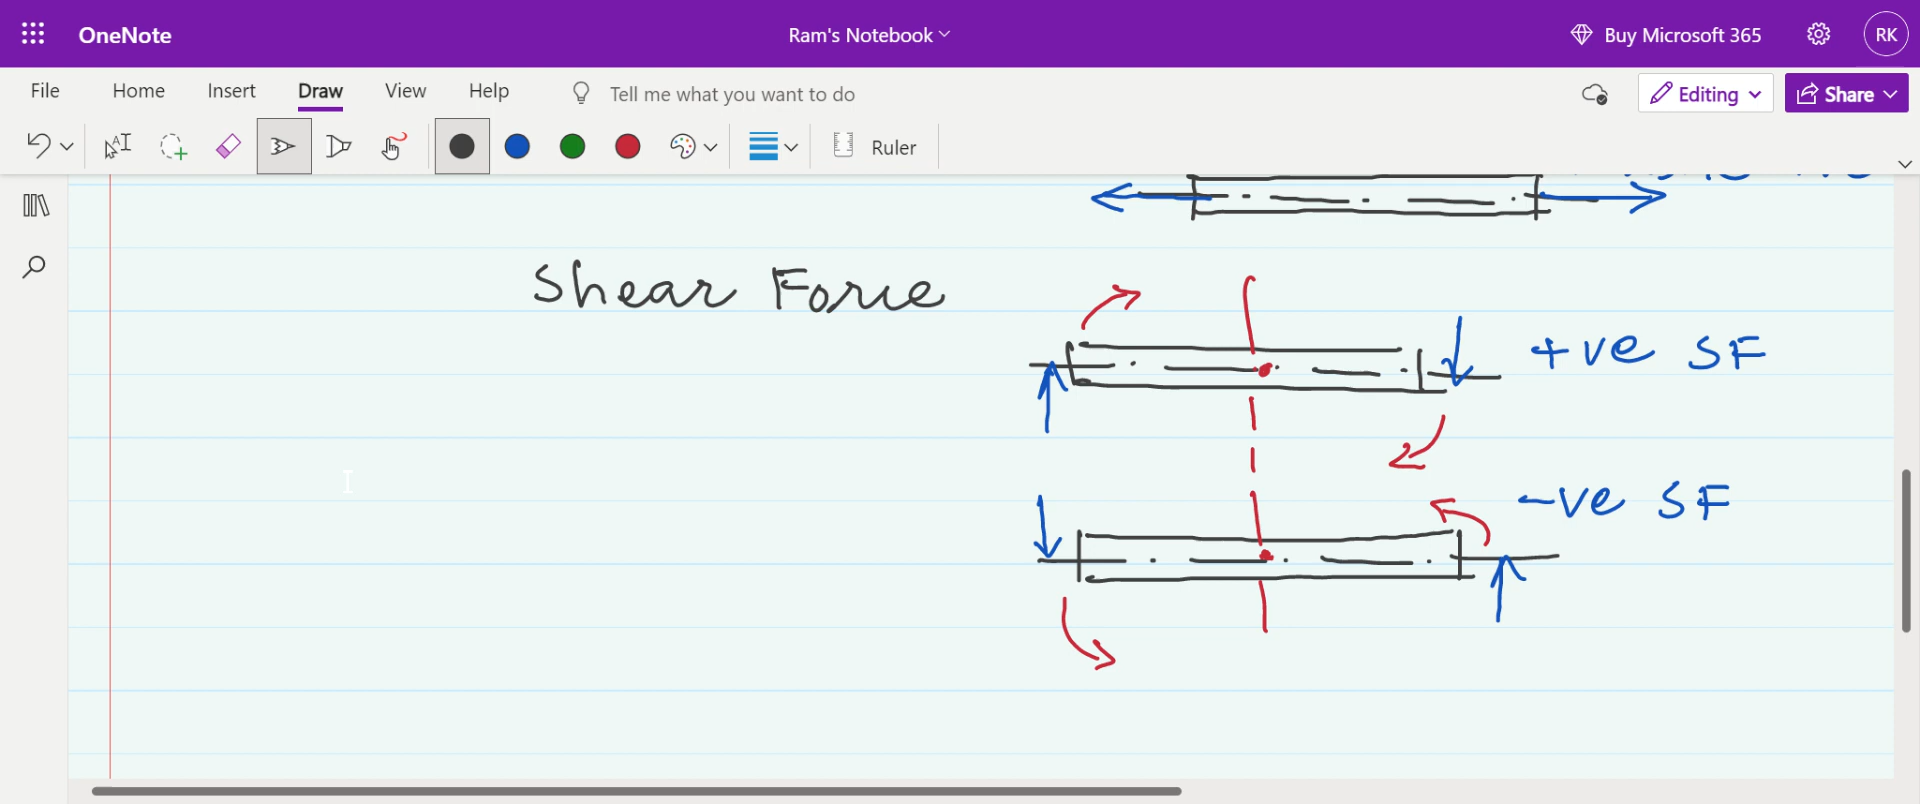 OneNote
Ram's Notebook
Buy Microsoft 365
RK
File Home Insert Draw View Help
Tell me what you want to do
Editing
Share
Ruler
Shear Force
+ve SF
-ve SF